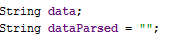 String data;
String dataParsed = "";